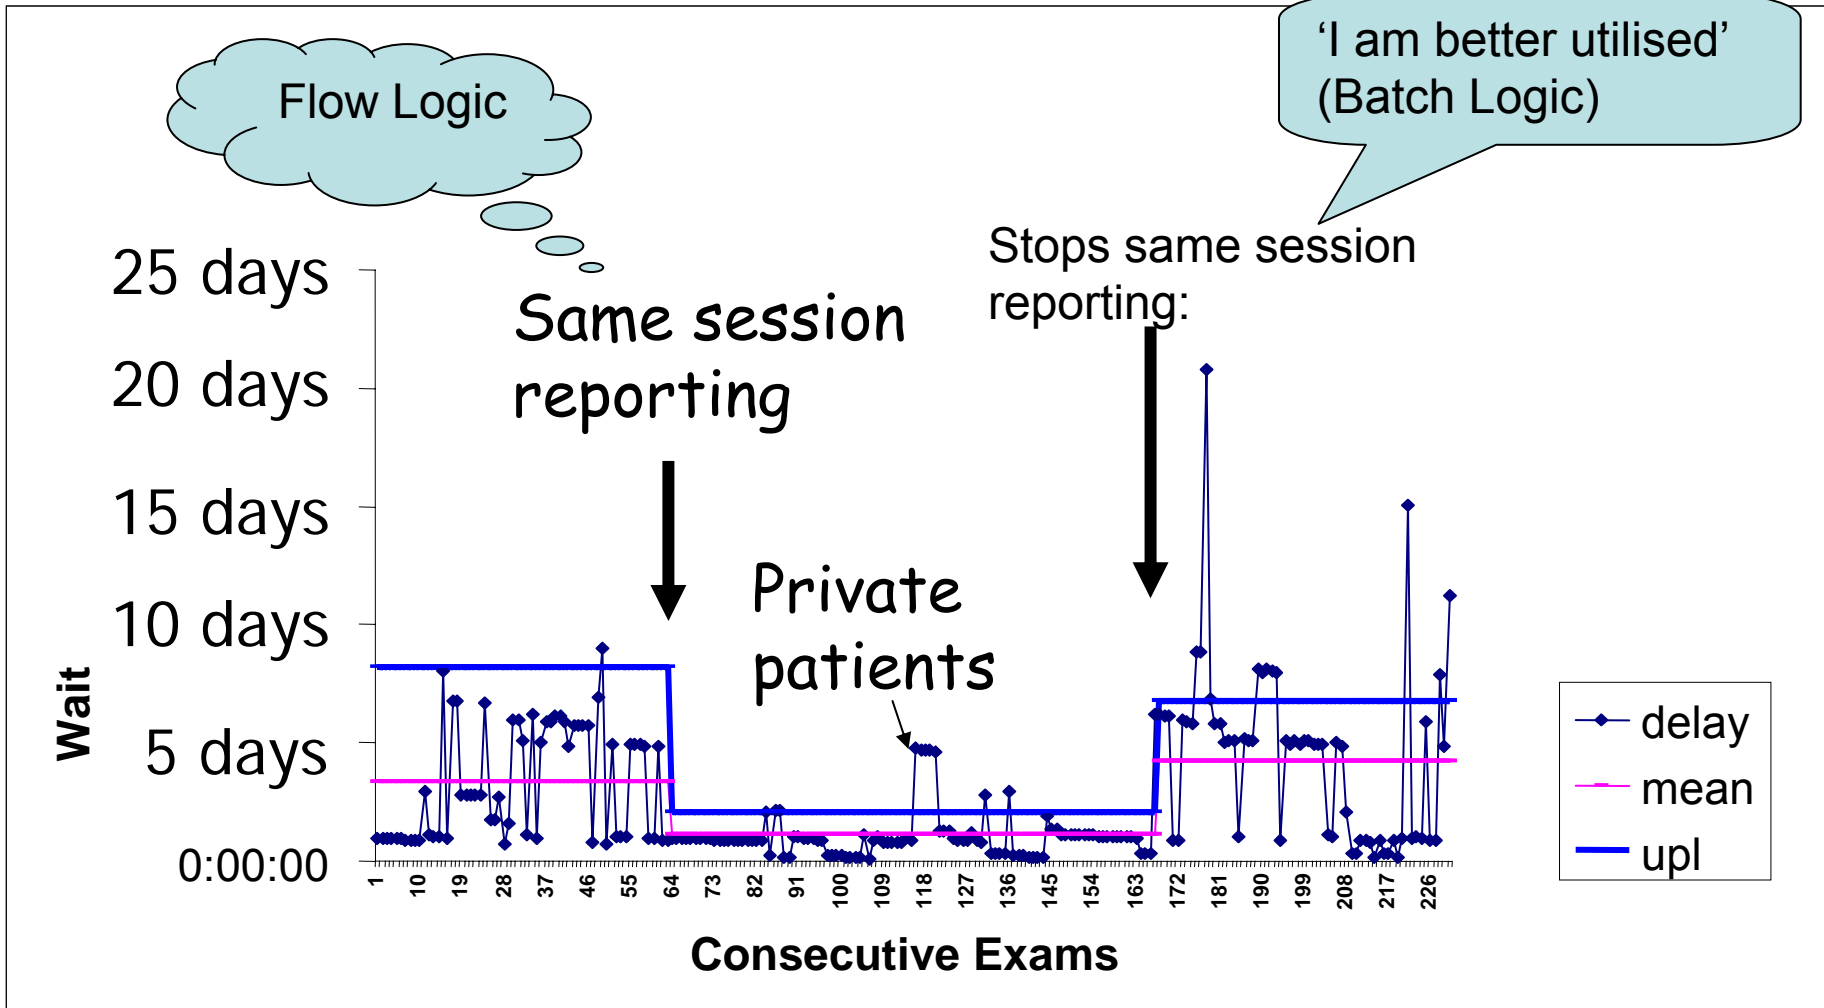 Flow Logic
‘I am better utilised’
(Batch Logic)
Stops same session
reporting:
Same session
reporting
Private
patients
25 days
20 days
15 days
10 days
5 days
0:00:00
Wait
1 10 19 28 37 46 55 64 73 82 91 100 109 118 127 136 145 154 163 172 181 190 199 208 217 226
Consecutive Exams
delay
mean
upl